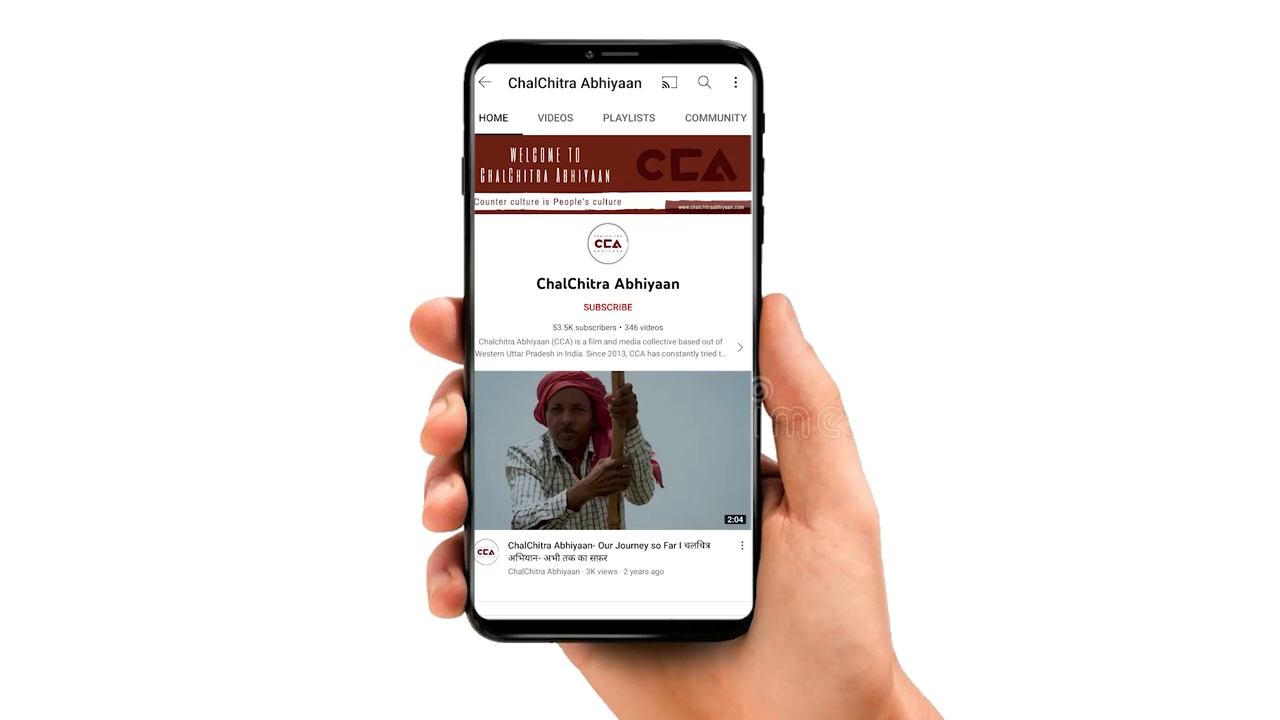 ChalChitra Abhiyaan
HOME VIDEOS PLAYLISTS COMMUNITY
WELCOME TO
CHALCHITRA ABHIYAAN
CCA
Counter culture is People's culture
www.chalchitraabhiyaan.com
CCA
ChalChitra Abhiyaan
SUBSCRIBE
53.5K subscribers • 346 videos
Chalchitra Abhiyaan (CCA) is a film and media collective based out of
Western Uttar Pradesh in India. Since 2013, CCA has constantly tried t...
2:04
CCA
ChalChitra Abhiyaan- Our Journey so Far I चलचित्र
अभियान- अभी तक का सफ़र
ChalChitra Abhiyaan · 3K views · 2 years ago